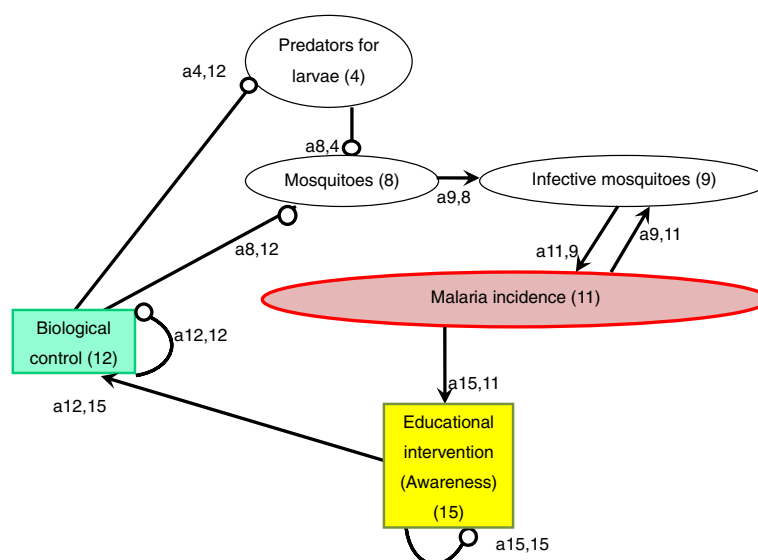 Predators for
larvae (4)
a4,12
a8,4
Mosquitoes (8)
Infective mosquitoes (9)
a9,8
a8,12
a11,9
a9,11
Malaria incidence (11)
Biological
control (12)
a12,12
a15,11
a12,15
Educational
intervention
(Awareness)
(15)
a15,15